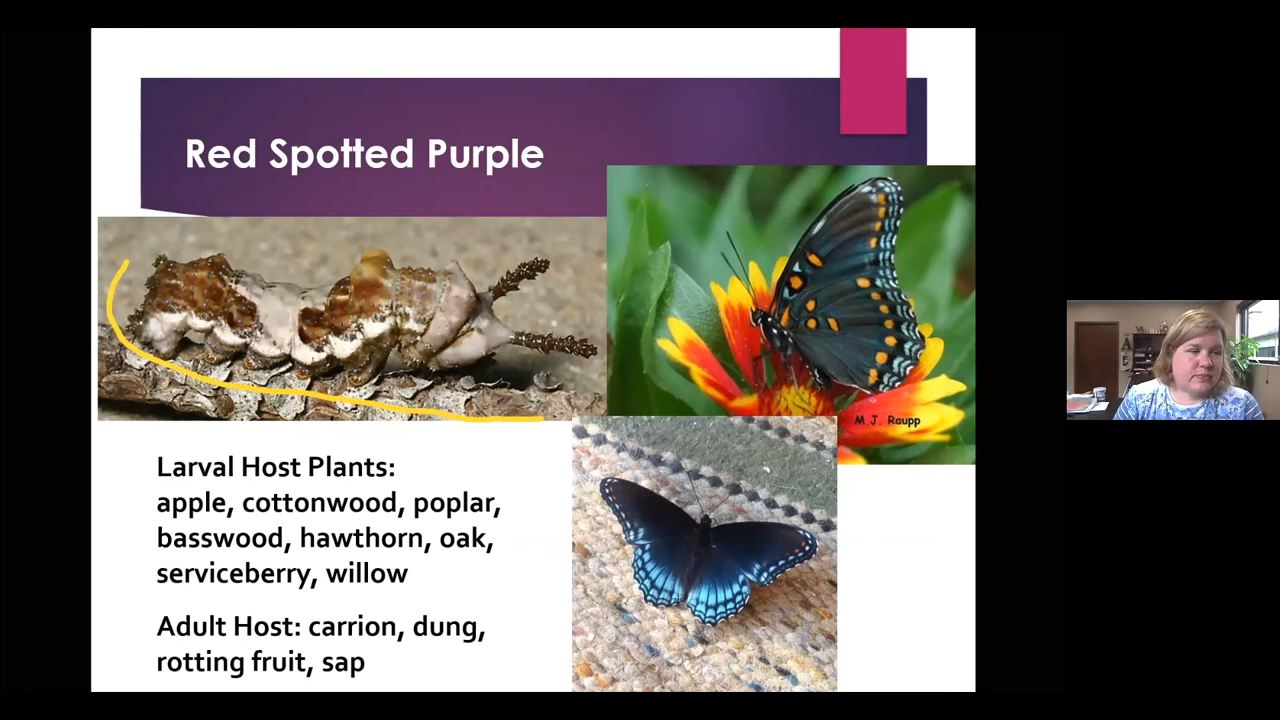 Red Spotted Purple
M.J. Raupp
Larval Host Plants:
apple, cottonwood, poplar,
basswood, hawthorn, oak,
serviceberry, willow
Adult Host: carrion, dung,
rotting fruit, sap